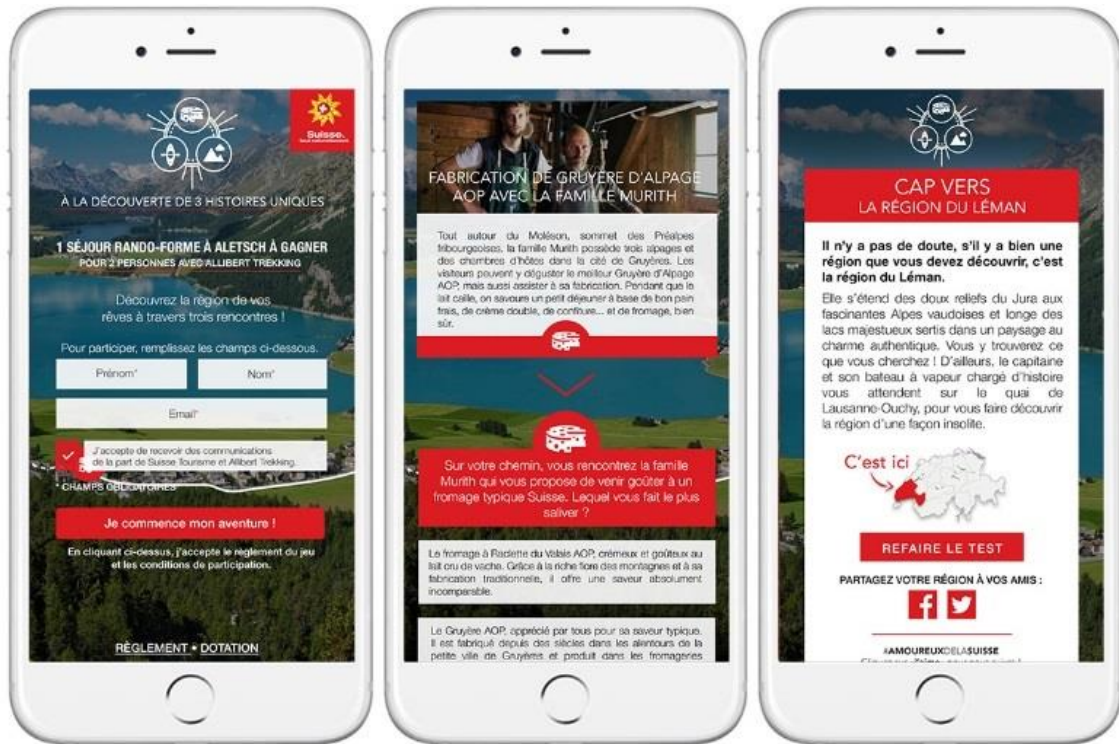 Suisse.
tout naturellement
À LA DÉCOUVERTE DE 3 HISTOIRES UNIQUES
1 SÉJOUR RANDO-FORME À ALETSCH À GAGNER
POUR 2 PERSONNES AVEC ALLIBERT TREKKING
Découvrez la région de vos
rêves à travers trois rencontres !
Pour participer, remplissez les champs ci-dessous.
Prénom*
Nom*
Email*
J'accepte de recevoir des communications
de la part de Suisse Tourisme et Allibert Trekking.
* CHAMPS OBLIGATOIRES
Je commence mon aventure !
En cliquant ci-dessus, j'accepte le règlement du jeu
et les conditions de participation.
RÈGLEMENT • DOTATION
FABRICATION DE GRUYÈRE D'ALPAGE
AOP AVEC LA FAMILLE MURITH
Tout autour du Moléson, sommet des Préalpes
fribourgeoises, la famille Murith possède trois alpages et
des chambres d'hôtes dans la cité de Gruyères. Les
visiteurs peuvent y déguster le meilleur Gruyère d'Alpage
AOP, mais aussi assister à sa fabrication. Pendant que le
lait caille, on savoure un petit déjeuner à base de bon pain
frais, de crème double, de confiture... et de fromage, bien
sûr.
Sur votre chemin, vous rencontrez la famille
Murith qui vous propose de venir goûter à un
fromage typique Suisse. Lequel vous fait le plus
saliver ?
Le fromage à Raclette du Valais AOP, crémeux et goûteux au
lait cru de vache. Grâce à la riche flore des montagnes et à sa
fabrication traditionnelle, il offre une saveur absolument
incomparable.
Le Gruyère AOP, apprécié par tous pour sa saveur typique.
Il est fabriqué depuis des siècles dans les alentours de la
petite ville de Gruyères et produit dans les fromageries
CAP VERS
LA RÉGION DU LÉMAN
Il n'y a pas de doute, s'il y a bien une
région que vous devez découvrir, c'est
la région du Léman.
Elle s'étend des doux reliefs du Jura aux
fascinantes Alpes vaudoises et longe des
lacs majestueux sertis dans un paysage au
charme authentique. Vous y trouverez ce
que vous cherchez ! D'ailleurs, le capitaine
et son bateau à vapeur chargé d'histoire
vous attendent sur le quai de
Lausanne-Ouchy, pour vous faire découvrir
la région d'une façon insolite.
C'est ici
REFAIRE LE TEST
PARTAGEZ VOTRE RÉGION À VOS AMIS :
#AMOUREUXDELASUISSE